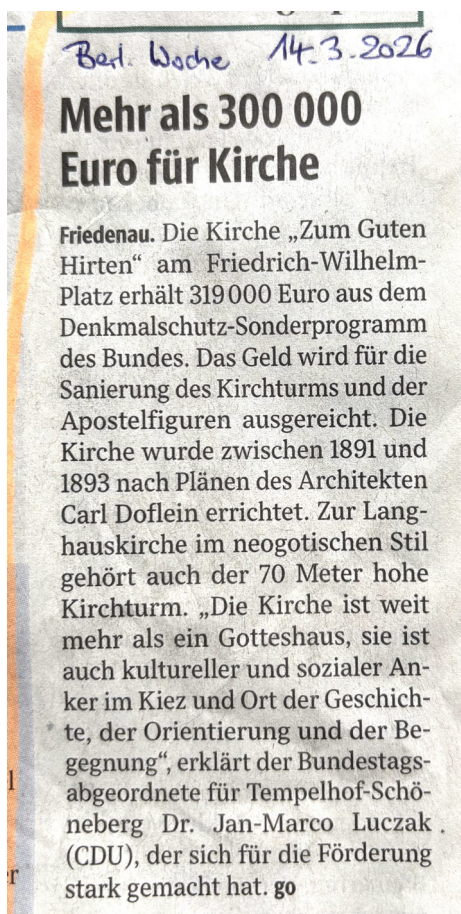 Berl. Woche 14.3.2026
Mehr als 300 000
Euro für Kirche
Friedenau. Die Kirche „Zum Guten
Hirten“ am Friedrich-Wilhelm-
Platz erhält 319 000 Euro aus dem
Denkmalschutz-Sonderprogramm
des Bundes. Das Geld wird für die
Sanierung des Kirchturms und der
Apostelfiguren ausgereicht. Die
Kirche wurde zwischen 1891 und
1893 nach Plänen des Architekten
Carl Doflein errichtet. Zur Lang-
hauskirche im neogotischen Stil
gehört auch der 70 Meter hohe
Kirchturm. „Die Kirche ist weit
mehr als ein Gotteshaus, sie ist
auch kultureller und sozialer An-
ker im Kiez und Ort der Geschich-
te, der Orientierung und der Be-
gegnung“, erklärt der Bundestags-
abgeordnete für Tempelhof-Schö-
neberg Dr. Jan-Marco Luczak
(CDU), der sich für die Förderung
stark gemacht hat. go